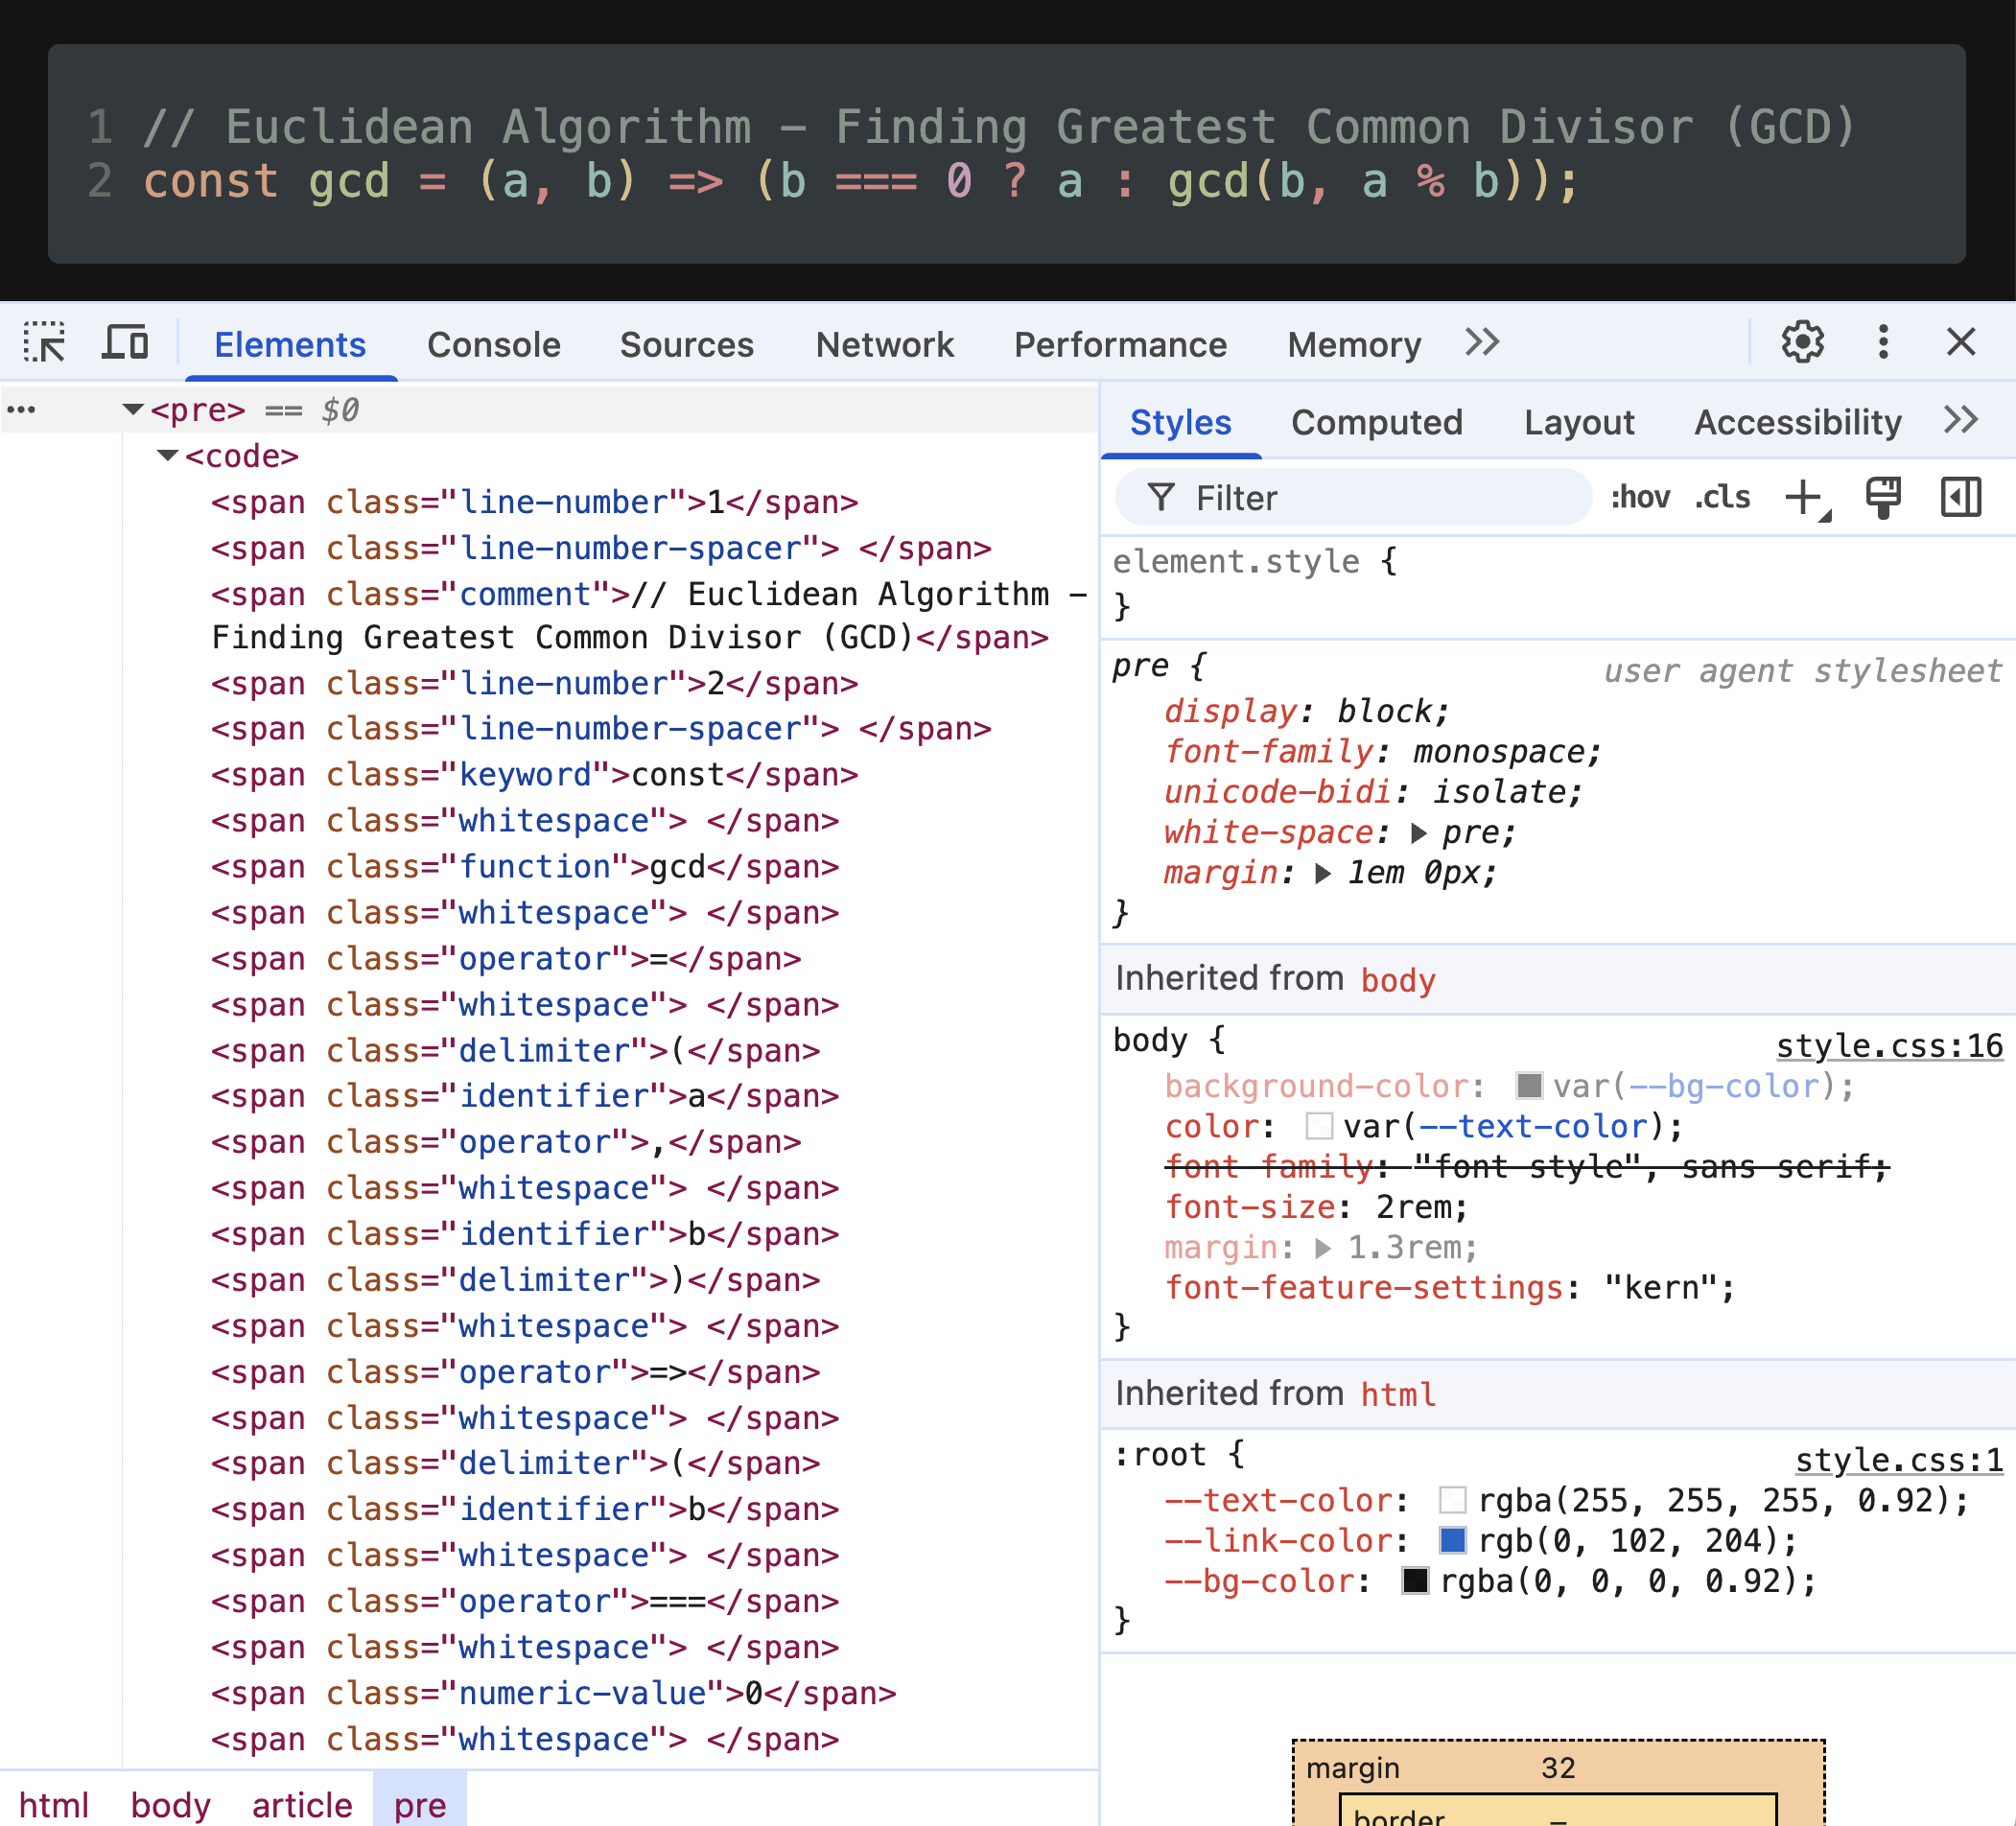 1 // Euclidean Algorithm - Finding Greatest Common Divisor (GCD)
2 const gcd = (a, b) => (b === 0 ? a : gcd(b, a % b));
Elements Console Sources Network Performance Memory
<pre> == $0
<code>
<span class="line-number">1</span>
<span class="line-number-spacer"> </span>
<span class="comment">// Euclidean Algorithm -
Finding Greatest Common Divisor (GCD)</span>
<span class="line-number">2</span>
<span class="line-number-spacer"> </span>
<span class="keyword">const</span>
<span class="whitespace"> </span>
<span class="function">gcd</span>
<span class="whitespace"> </span>
<span class="operator">=</span>
<span class="whitespace"> </span>
<span class="delimiter">(</span>
<span class="identifier">a</span>
<span class="operator">,</span>
<span class="whitespace"> </span>
<span class="identifier">b</span>
<span class="delimiter">)</span>
<span class="whitespace"> </span>
<span class="operator">=></span>
<span class="whitespace"> </span>
<span class="delimiter">(</span>
<span class="identifier">b</span>
<span class="whitespace"> </span>
<span class="operator">===</span>
<span class="whitespace"> </span>
<span class="numeric-value">0</span>
<span class="whitespace"> </span>
html body article pre
Styles Computed Layout Accessibility
Filter :hov .cls
element.style {
}
pre { user agent stylesheet
display: block;
font-family: monospace;
unicode-bidi: isolate;
white-space: pre;
margin: 1em 0px;
}
Inherited from body
body { style.css:16
background-color: var(--bg-color);
color: var(--text-color);
font-family: "font-style", sans-serif;
font-size: 2rem;
margin: 1.3rem;
font-feature-settings: "kern";
}
Inherited from html
:root { style.css:1
--text-color: rgba(255, 255, 255, 0.92);
--link-color: rgb(0, 102, 204);
--bg-color: rgba(0, 0, 0, 0.92);
}
margin 32
border -